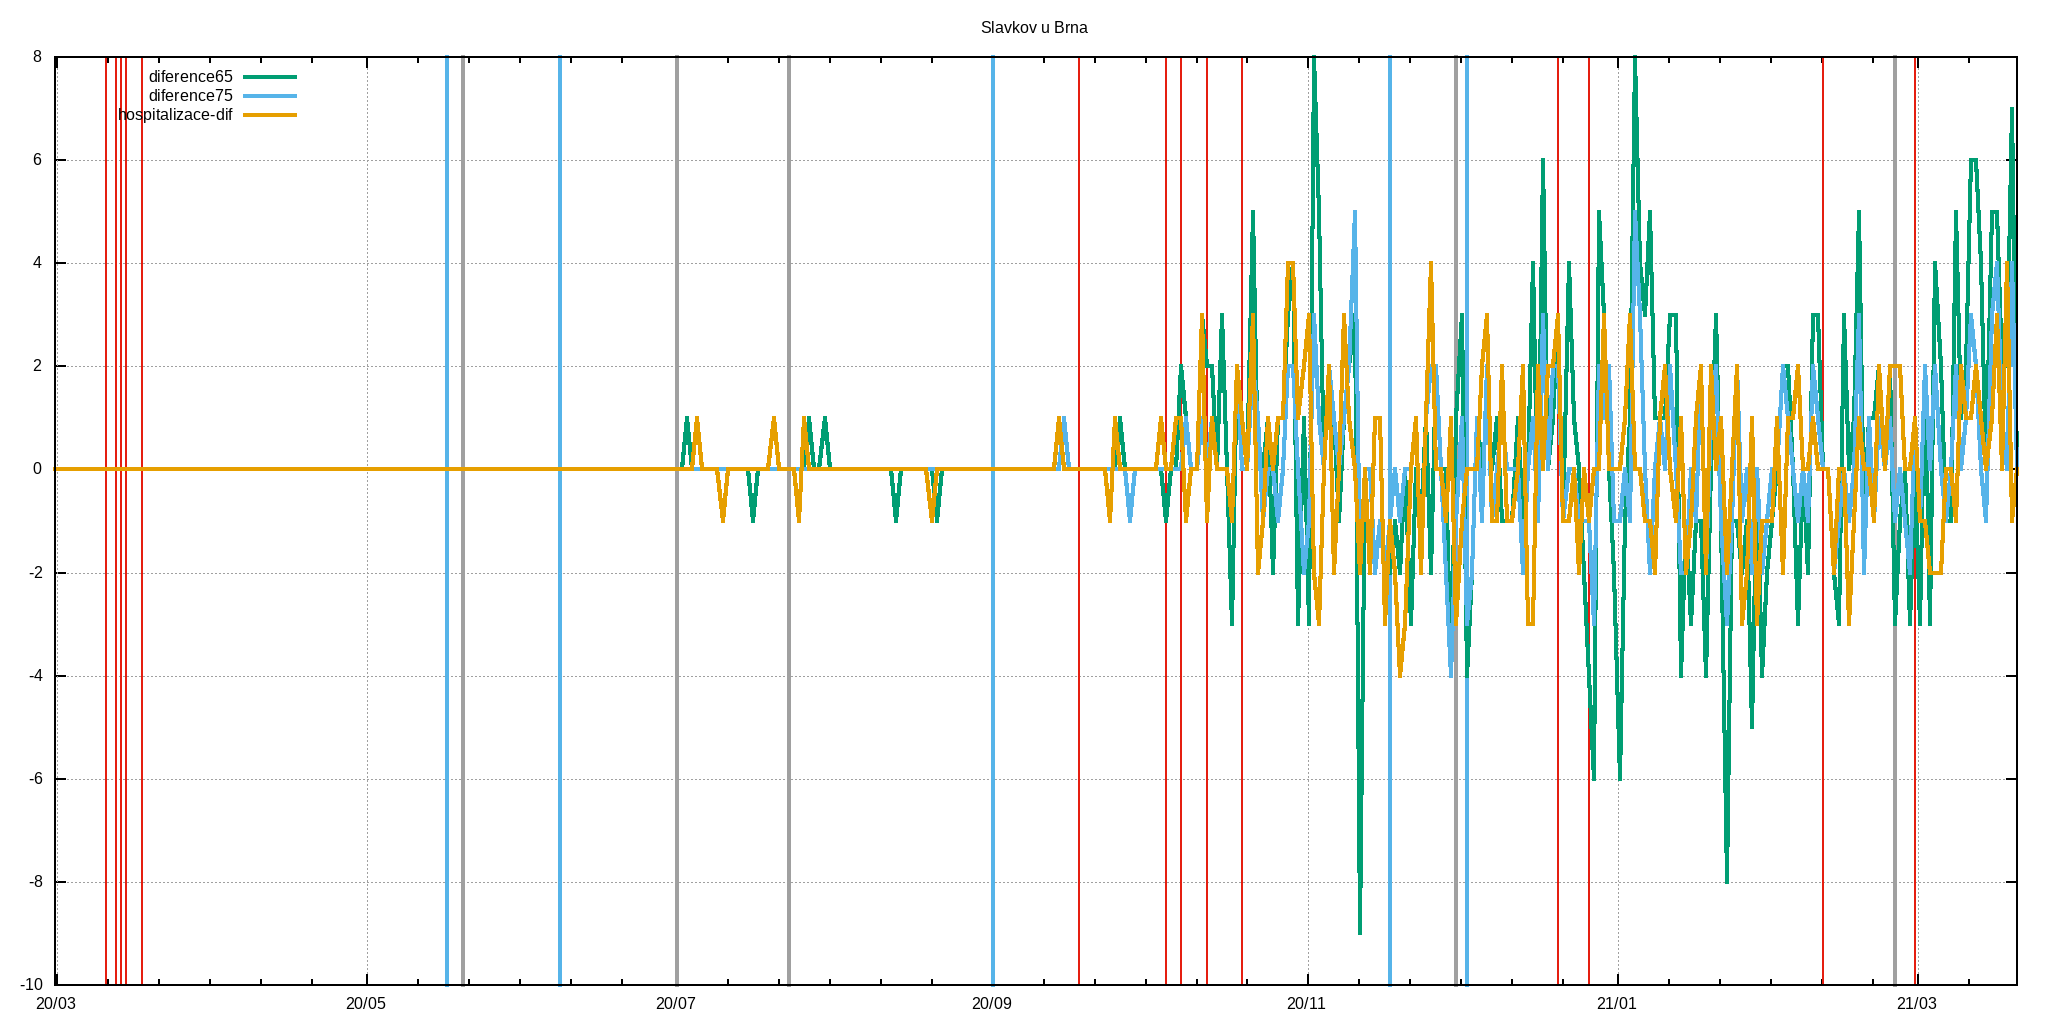 Slavkov u Brna
8
diference65
diference75
hospitalizace-dif
6
4
2
0
-2
-4
-6
-8
-10
20/03 20/05 20/07 20/09 20/11 21/01 21/03